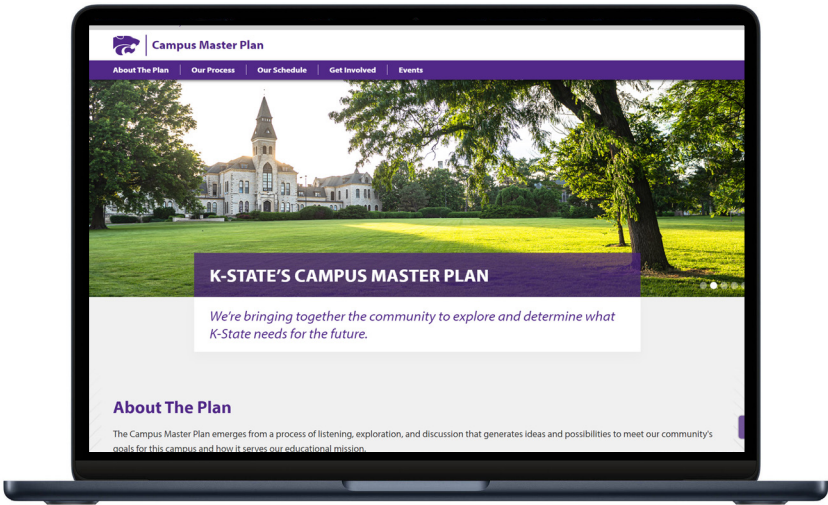 Campus Master Plan
About The Plan
Our Process
Our Schedule
Get Involved
Events
K-STATE'S CAMPUS MASTER PLAN
We're bringing together the community to explore and determine what
K-State needs for the future.
About The Plan
The Campus Master Plan emerges from a process of listening, exploration, and discussion that generates ideas and possibilities to meet our community's
goals for this campus and how it serves our educational mission.